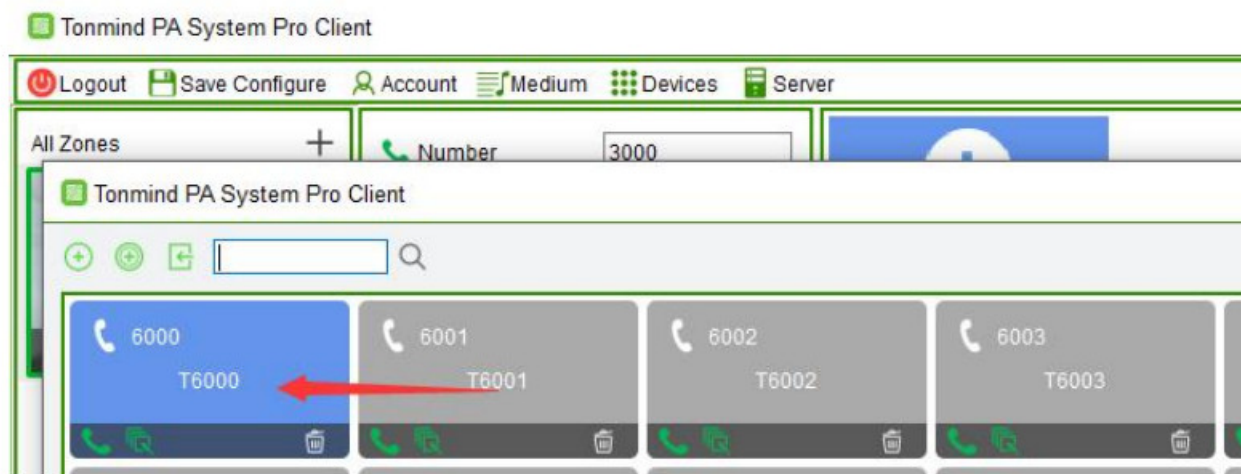 Tonmind PA System Pro Client
Logout Save Configure Account Medium Devices Server
All Zones Number 3000
Tonmind PA System Pro Client
6000 6001 6002 6003
T6000 T6001 T6002 T6003